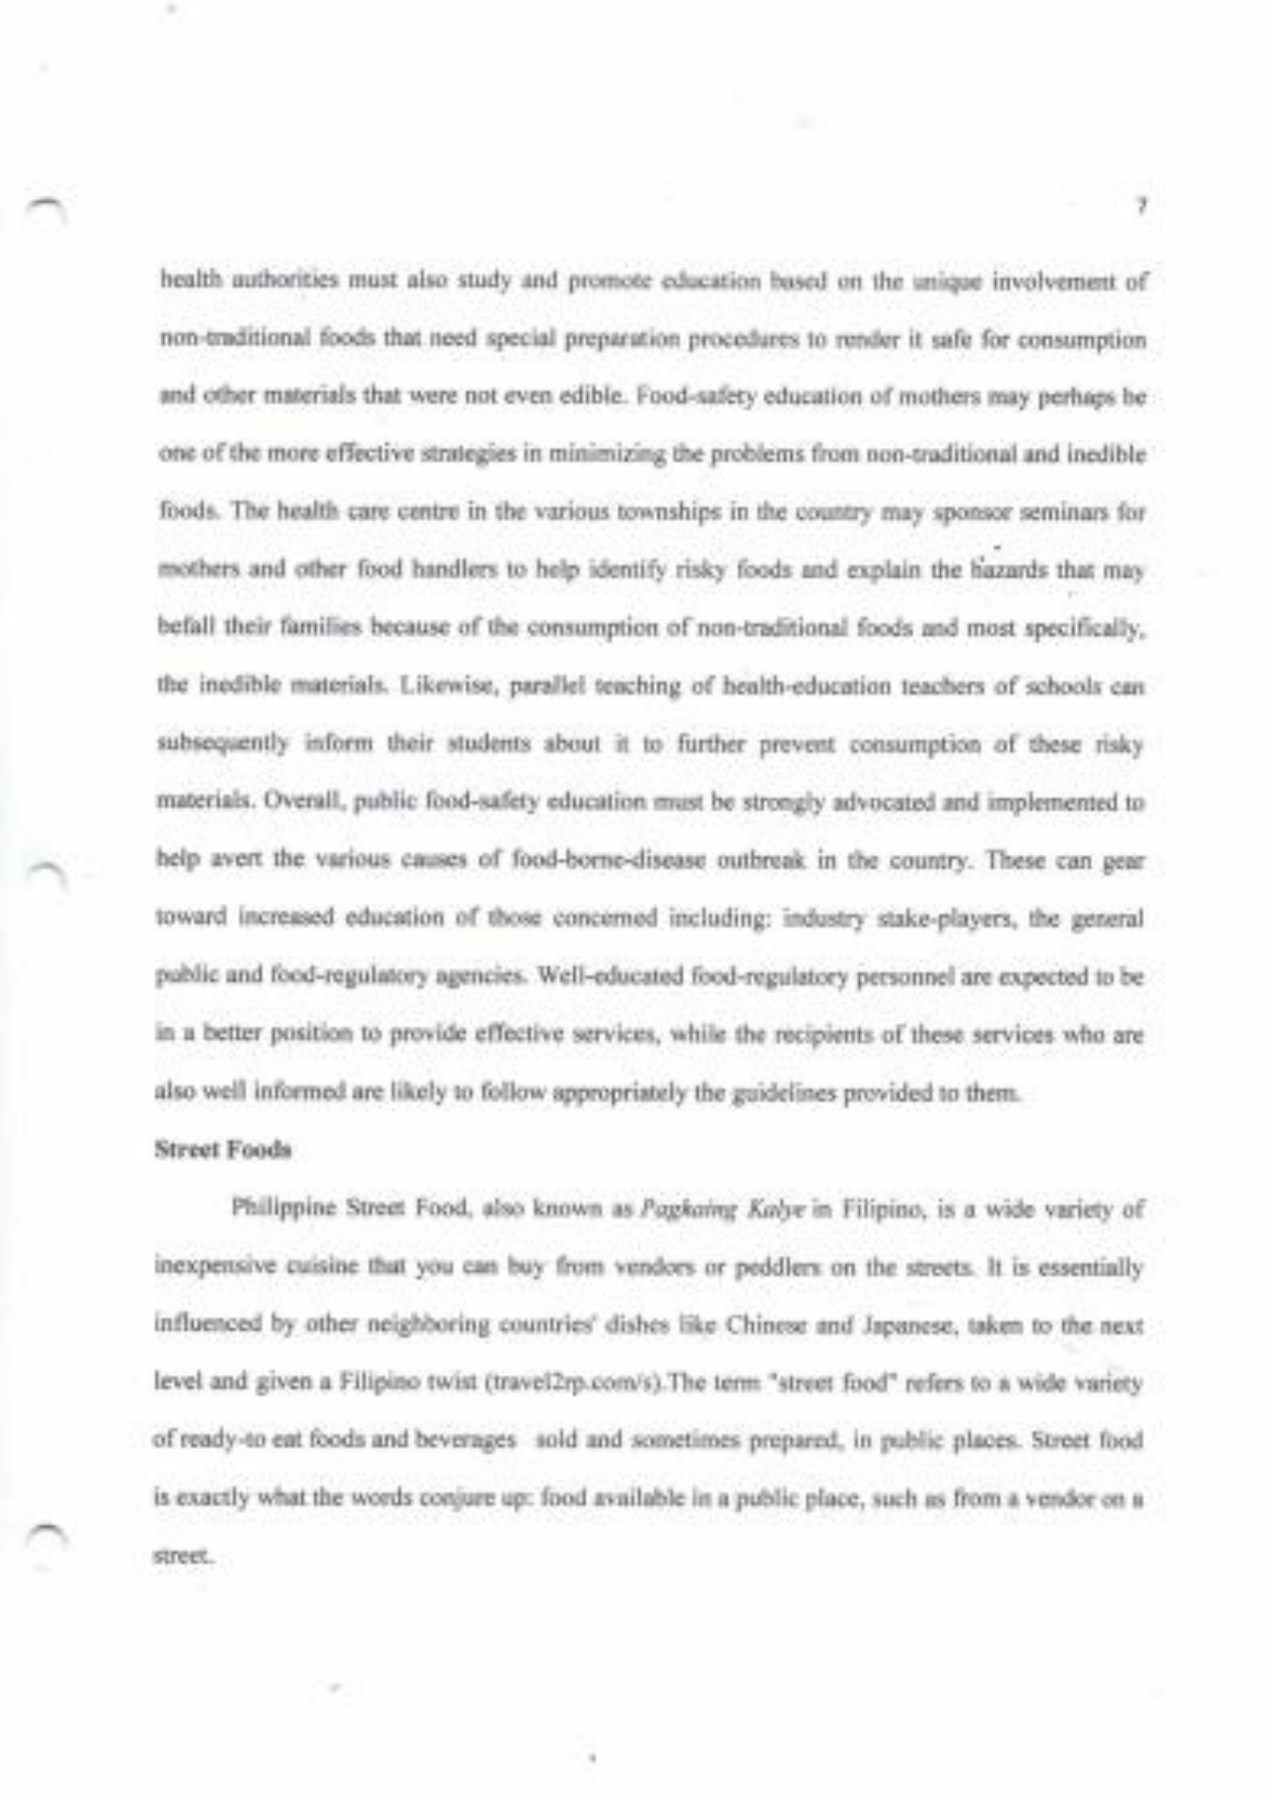 7
health authorities must also study and promote education based on the unique involvement of
non-traditional foods that need special preparation procedures to render it safe for consumption
and other materials that were not even edible. Food-safety education of mothers may perhaps be
one of the more effective strategies in minimizing the problems from non-traditional and inedible
foods. The health care centre in the various townships in the country may sponsor seminars for
mothers and other food handlers to help identify risky foods and explain the hazards that may
befall their families because of the consumption of non-traditional foods and most specifically,
the inedible materials. Likewise, parallel teaching of health-education teachers of schools can
subsequently inform their students about it to further prevent consumption of these risky
materials. Overall, public food-safety education must be strongly advocated and implemented to
help avert the various causes of food-borne-disease outbreak in the country. These can gear
toward increased education of those concerned including: industry stake-players, the general
public and food-regulatory agencies. Well-educated food-regulatory personnel are expected to be
in a better position to provide effective services, while the recipients of these services who are
also well informed are likely to follow appropriately the guidelines provided to them.
Street Foods
Philippine Street Food, also known as Pagkaing Kalye in Filipino, is a wide variety of
inexpensive cuisine that you can buy from vendors or peddlers on the streets. It is essentially
influenced by other neighboring countries' dishes like Chinese and Japanese, taken to the next
level and given a Filipino twist (travel2rp.com/s).The term "street food" refers to a wide variety
of ready-to eat foods and beverages sold and sometimes prepared, in public places. Street food
is exactly what the words conjure up: food available in a public place, such as from a vendor on a
street.